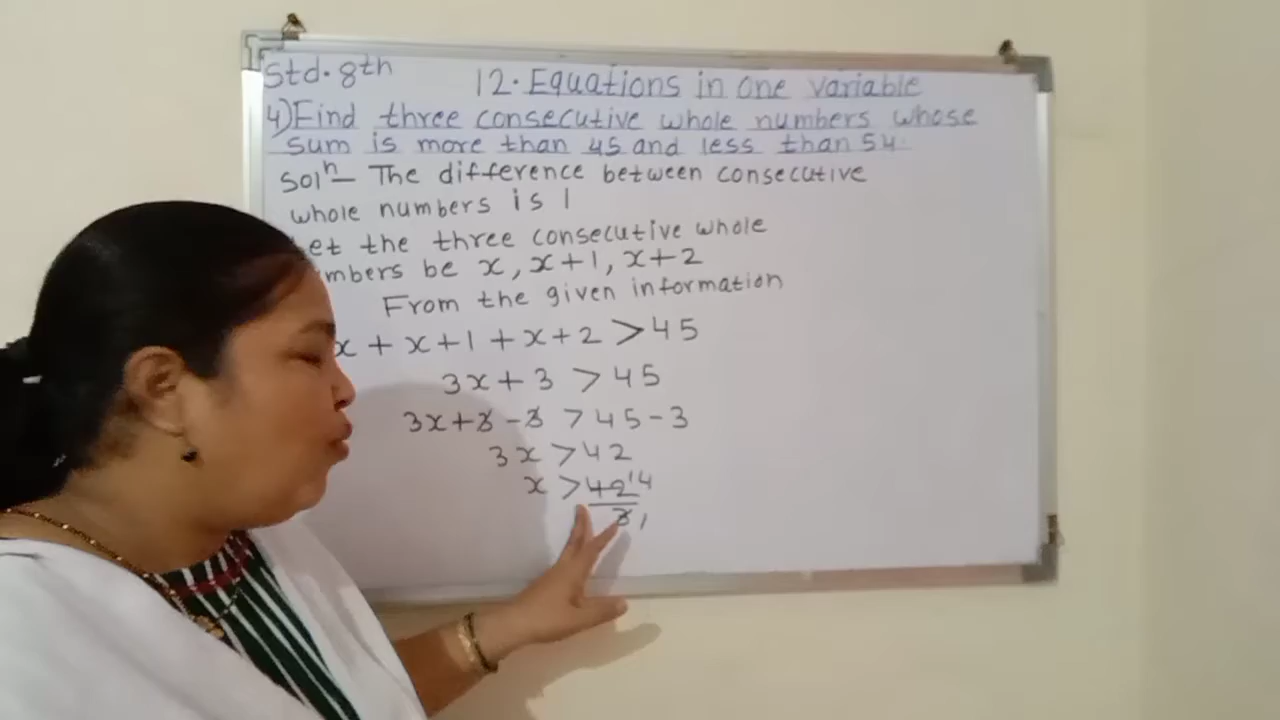 Std. 8th
12. Equations in one variable
4) Find three consecutive whole numbers whose
sum is more than 45 and less than 54.
Solⁿ- The difference between consecutive
whole numbers is 1
et the three consecutive whole
mbers be x, x+1, x+2
From the given information
x + x+1 + x+2 > 45
3x+3 > 45
3x+3-3 > 45-3
3x > 42
x > 42 14
3 1